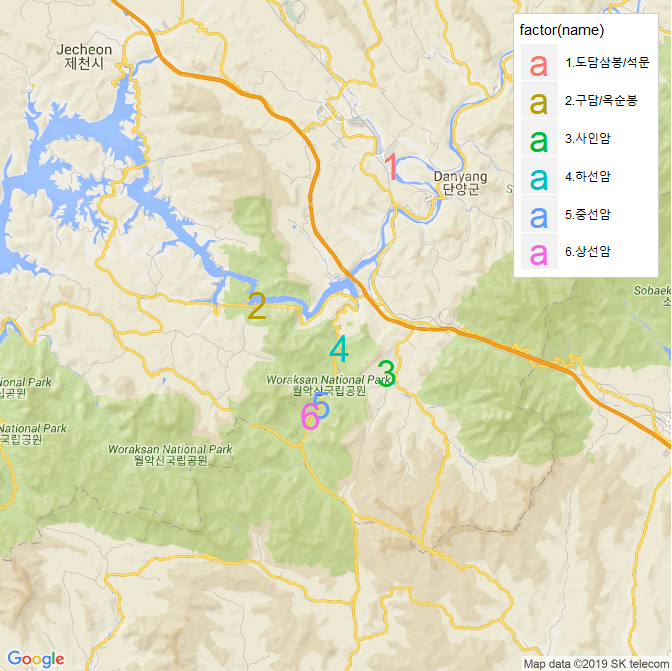 Jecheon
제천시
factor(name)
a 1.도담삼봉/석문
a 2.구담/옥순봉
a 3.사인암
a 4.하선암
a 5.중선암
a 6.상선암
1
Danyang
단양군
Sobaek
소
2
4
3
Woraksan National Park
월악산국립공원
5
6
ional Park
국립공원
n National Park
국립공원
Woraksan National Park
월악산국립공원
Google
Map data ©2019 SK telecom